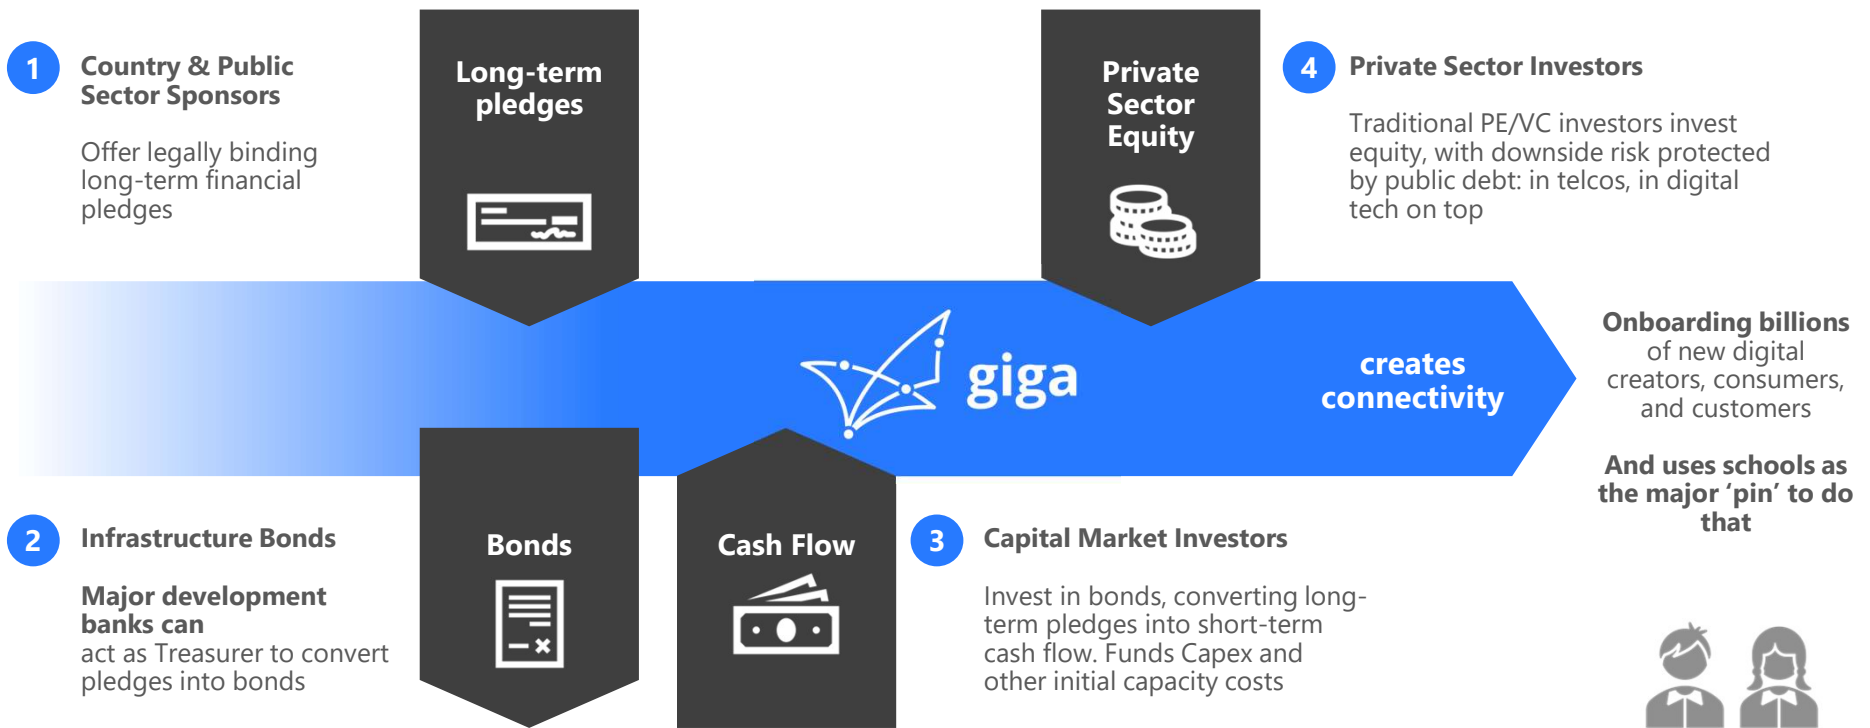 1
Country & Public
Sector Sponsors
Offer legally binding
long-term financial
pledges
Long-term
pledges
Private
Sector
Equity
4
Private Sector Investors
Traditional PE/VC investors invest
equity, with downside risk protected
by public debt: in telcos, in digital
tech on top
giga
creates
connectivity
Onboarding billions
of new digital
creators, consumers,
and customers
And uses schools as
the major ‘pin’ to do
that
2
Infrastructure Bonds
Major development
banks can
act as Treasurer to convert
pledges into bonds
Bonds
Cash Flow
3
Capital Market Investors
Invest in bonds, converting long-
term pledges into short-term
cash flow. Funds Capex and
other initial capacity costs